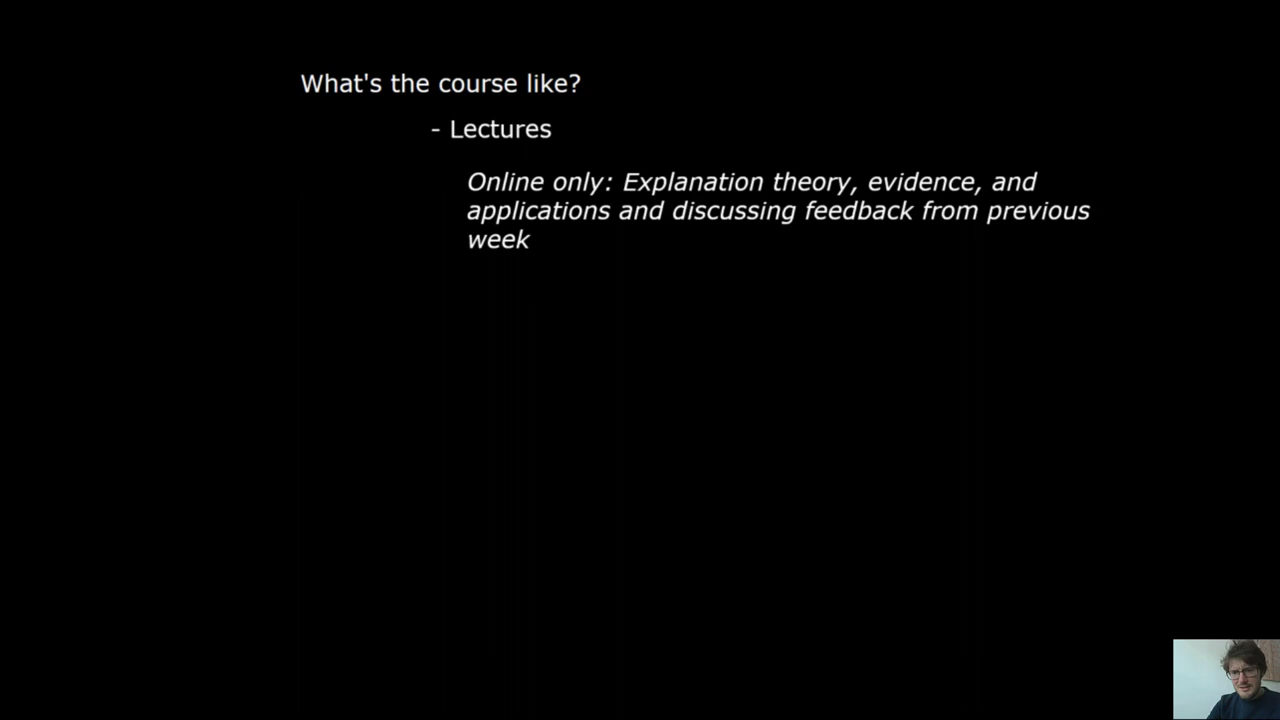 What's the course like?
- Lectures
Online only: Explanation theory, evidence, and
applications and discussing feedback from previous
week